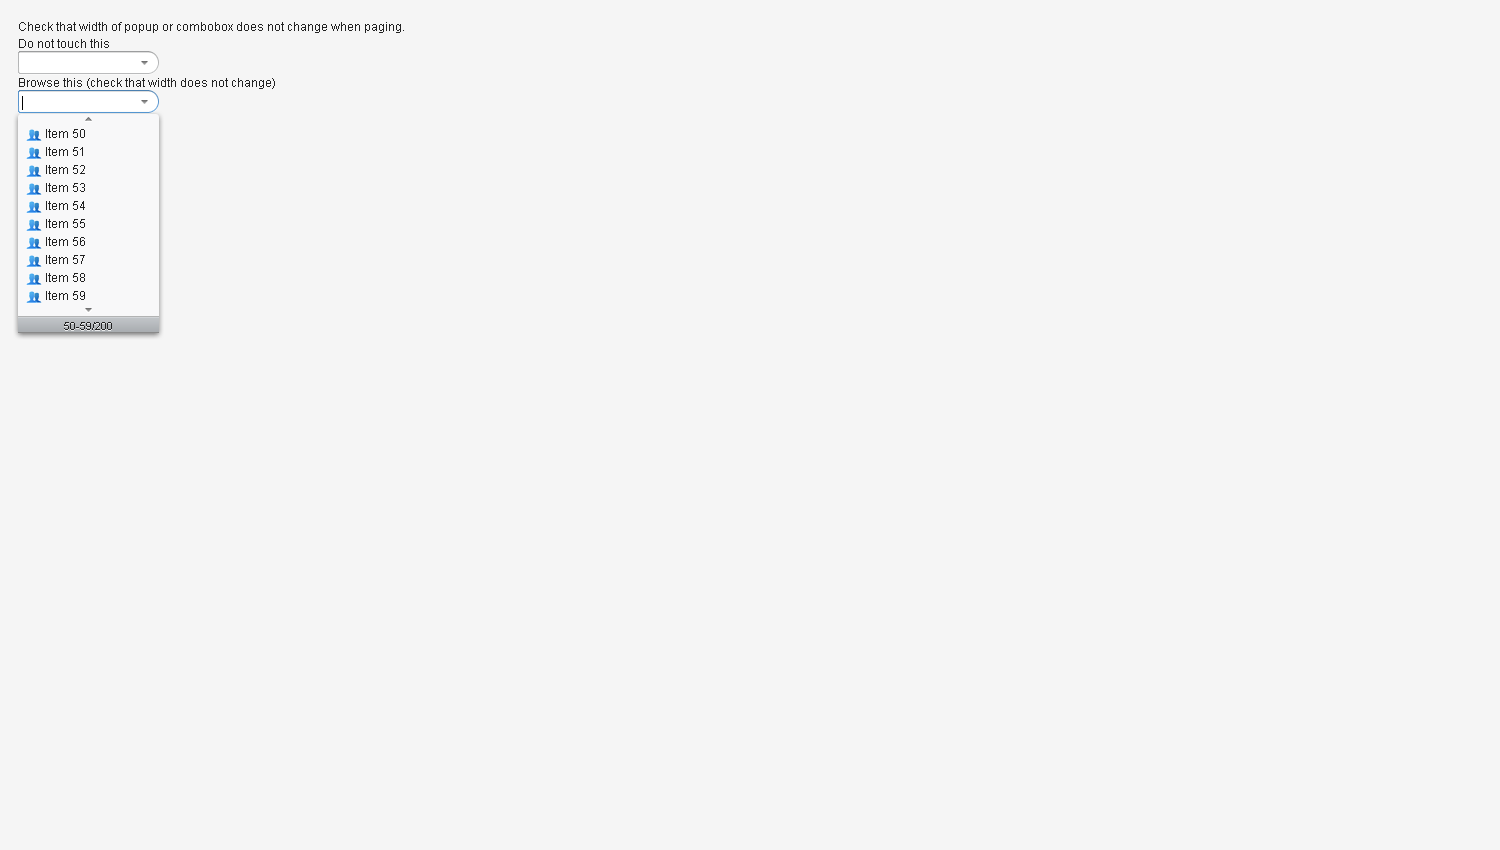 Check that width of popup or combobox does not change when paging.
Do not touch this
Browse this (check that width does not change)
Item 50
Item 51
Item 52
Item 53
Item 54
Item 55
Item 56
Item 57
Item 58
Item 59
50-59/200